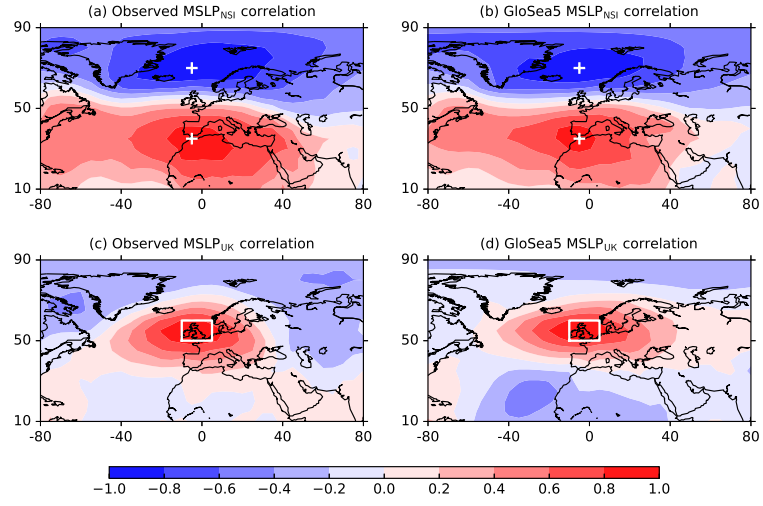 (a) Observed MSLP_NSI correlation
(b) GloSea5 MSLP_NSI correlation
90
50
10
-80 -40 0 40 80
90
50
10
-80 -40 0 40 80
(c) Observed MSLP_UK correlation
(d) GloSea5 MSLP_UK correlation
90
50
10
-80 -40 0 40 80
90
50
10
-80 -40 0 40 80
−1.0 −0.8 −0.6 −0.4 −0.2 0.0 0.2 0.4 0.6 0.8 1.0